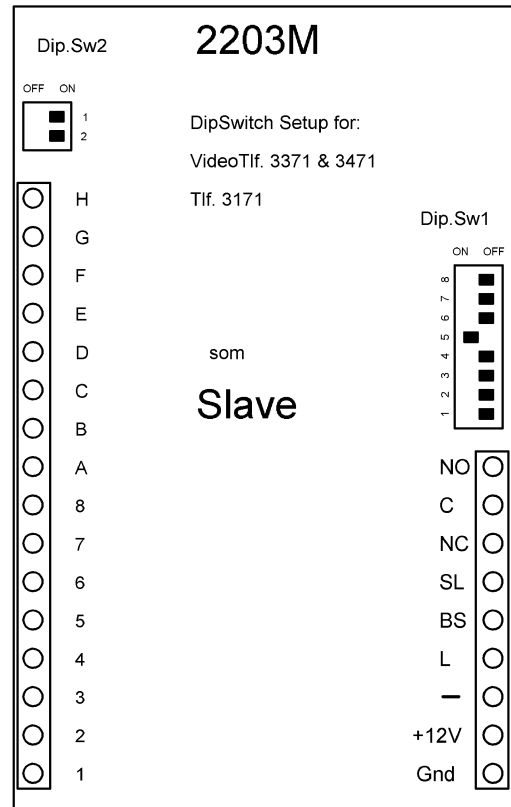 Dip.Sw2
2203M
OFF ON
1
2
DipSwitch Setup for:
VideoTlf. 3371 & 3471
Tlf. 3171
H
G
F
E
D
C
B
A
8
7
6
5
4
3
2
1
som
Slave
Dip.Sw1
ON OFF
8
7
6
5
4
3
2
1
NO
C
NC
SL
BS
L
–
+12V
Gnd